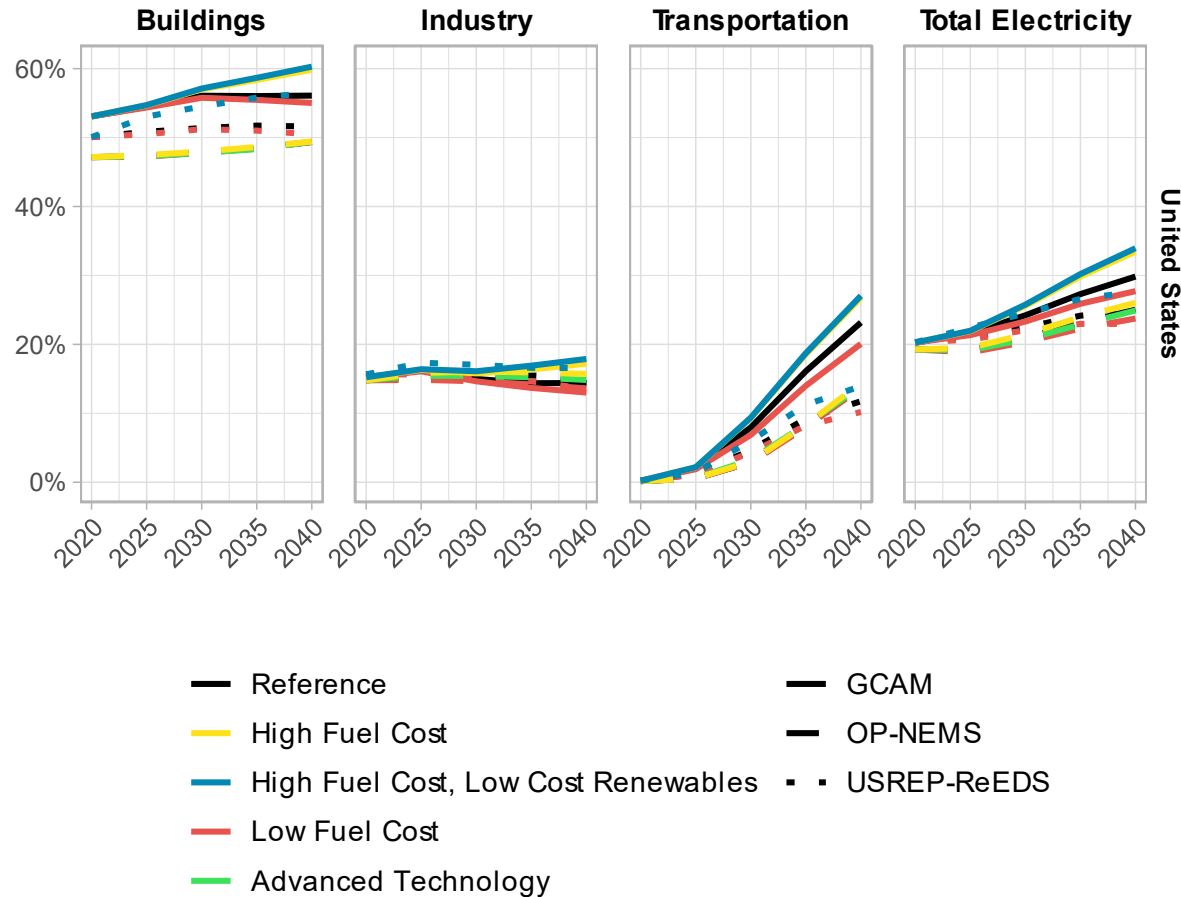 Buildings
Industry
Transportation
Total Electricity
60%
40%
20%
0%
United States
2020 2025 2030 2035 2040
2020 2025 2030 2035 2040
2020 2025 2030 2035 2040
2020 2025 2030 2035 2040
Reference
High Fuel Cost
High Fuel Cost, Low Cost Renewables
Low Fuel Cost
Advanced Technology
GCAM
OP-NEMS
USREP-ReEDS